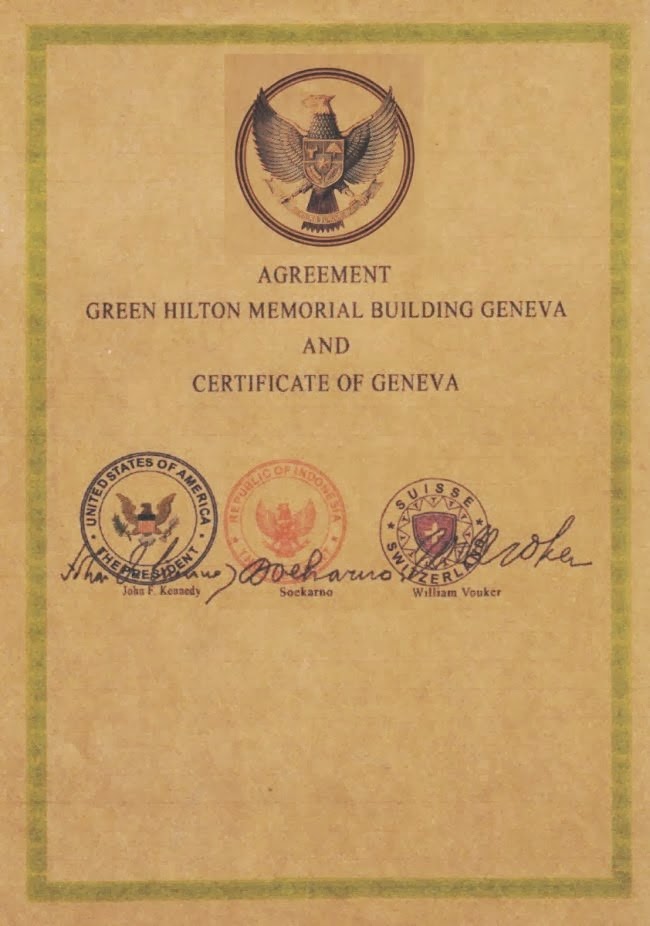 AGREEMENT
GREEN HILTON MEMORIAL BUILDING GENEVA
AND
CERTIFICATE OF GENEVA
UNITED STATES OF AMERICA
THE PRESIDENT
REPUBLIC OF INDONESIA
SUISSE
SWITZERLAND
John F. Kennedy
Soekarno
William Vouker